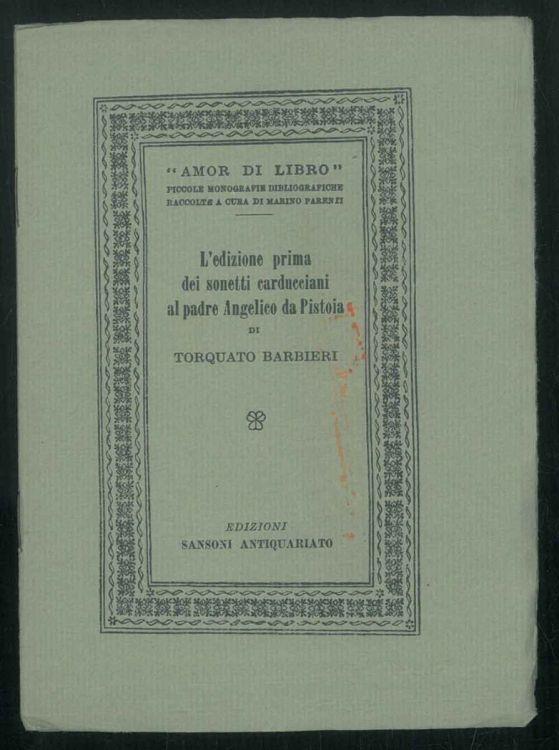 "AMOR DI LIBRO"
PICCOLE MONOGRAFIE BIBLIOGRAFICHE
RACCOLTE A CURA DI MARINO PARENTI
L'edizione prima
dei sonetti carducciani
al padre Angelico da Pistoia
DI
TORQUATO BARBIERI
EDIZIONI
SANSONI ANTIQUARIATO